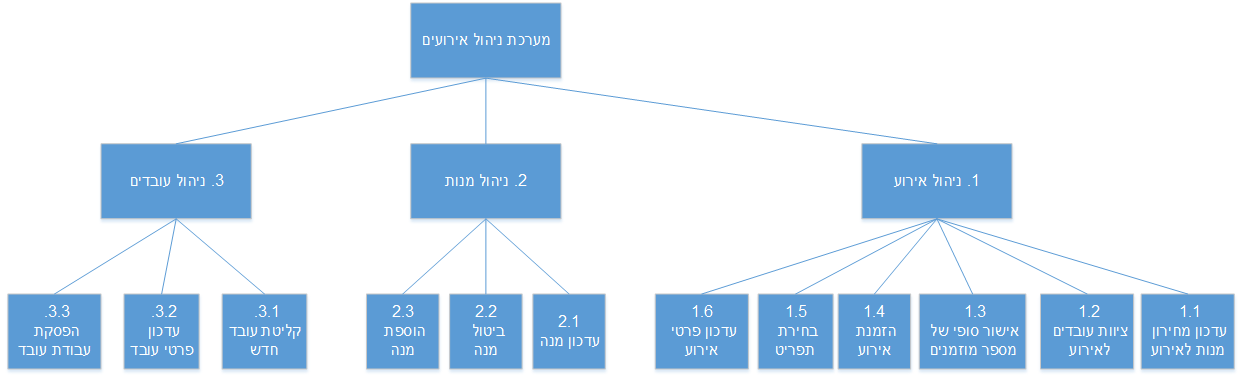 מערכת ניהול אירועים
1. ניהול אירוע
2. ניהול מנות
3. ניהול עובדים
1.1
עדכון מחירון
מנות לאירוע
1.2
ציוות עובדים
לאירוע
1.3
אישור סופי של
מספר מוזמנים
1.4
הזמנת
אירוע
1.5
בחירת
תפריט
1.6
עדכון פרטי
אירוע
2.1
עדכון מנה
2.2
ביטול
מנה
2.3
הוספת
מנה
3.1.
קליטת עובד
חדש
3.2.
עדכון
פרטי עובד
3.3.
הפסקת
עבודת עובד